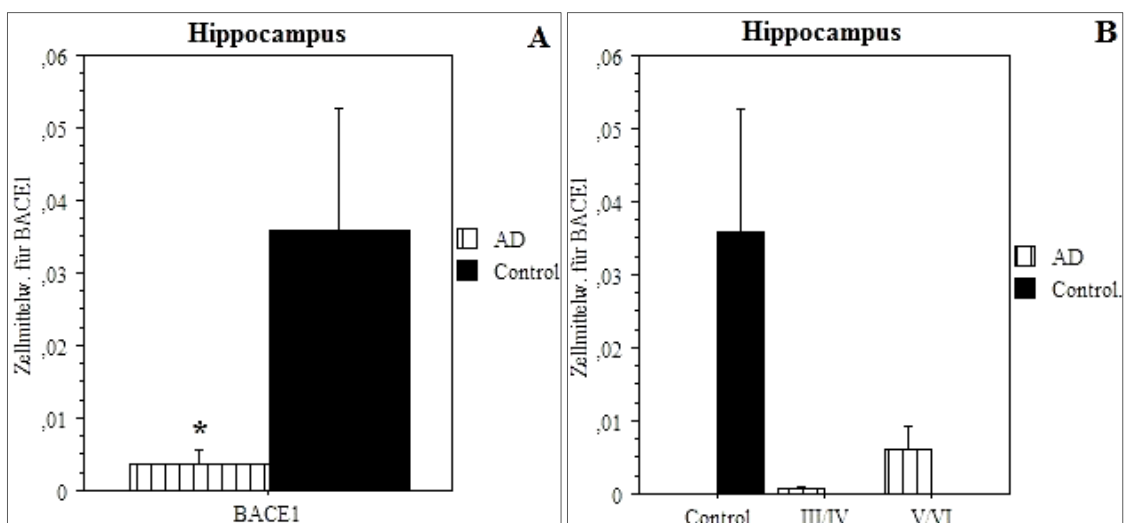 Hippocampus A
,06
,05
,04
,03
,02
,01
0
Zellmittelw. für BACE1
*
AD
Control
BACE1
Hippocampus B
,06
,05
,04
,03
,02
,01
0
Zellmittelw. für BACE1
AD
Control.
Control III/IV V/VI